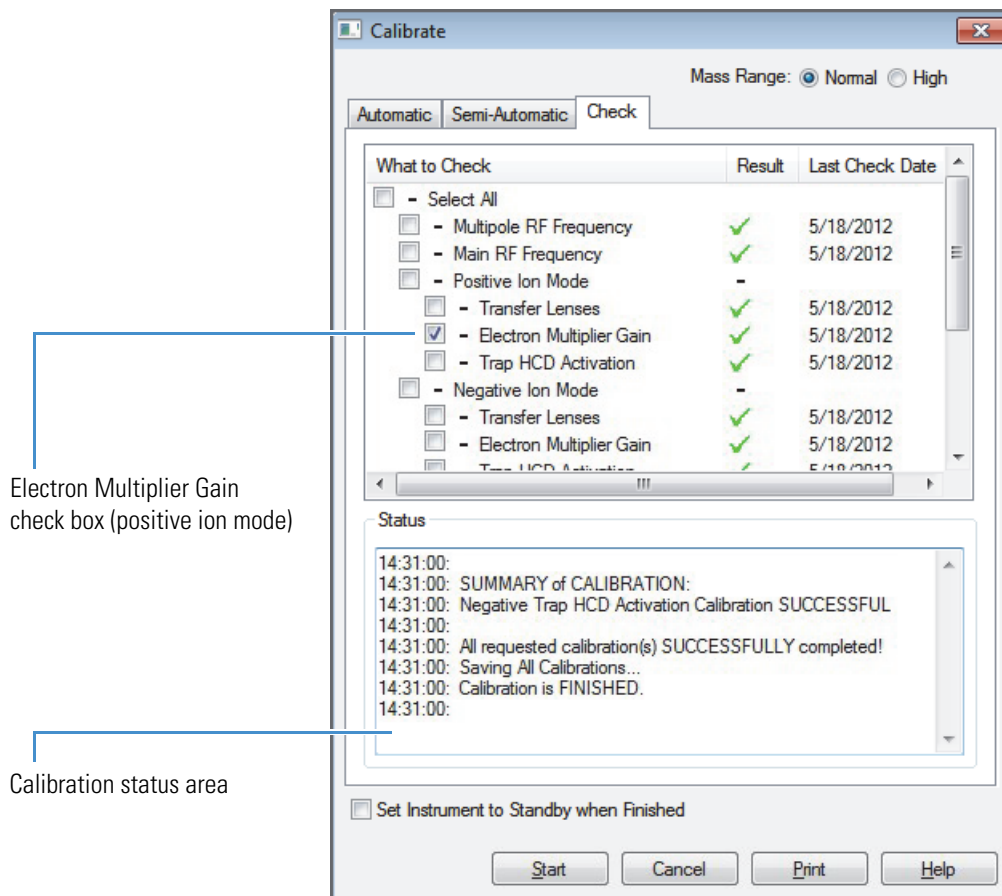 Calibrate
Mass Range: Normal High
Automatic Semi-Automatic Check
What to Check Result Last Check Date
- Select All
- Multipole RF Frequency 5/18/2012
- Main RF Frequency 5/18/2012
- Positive Ion Mode -
- Transfer Lenses 5/18/2012
- Electron Multiplier Gain 5/18/2012
- Trap HCD Activation 5/18/2012
- Negative Ion Mode -
- Transfer Lenses 5/18/2012
- Electron Multiplier Gain 5/18/2012
- Trap HCD Activation 5/18/2012
Electron Multiplier Gain
check box (positive ion mode)
Status
14:31:00:
14:31:00: SUMMARY of CALIBRATION:
14:31:00: Negative Trap HCD Activation Calibration SUCCESSFUL
14:31:00:
14:31:00: All requested calibration(s) SUCCESSFULLY completed!
14:31:00: Saving All Calibrations...
14:31:00: Calibration is FINISHED.
14:31:00:
Calibration status area
Set Instrument to Standby when Finished
Start Cancel Print Help